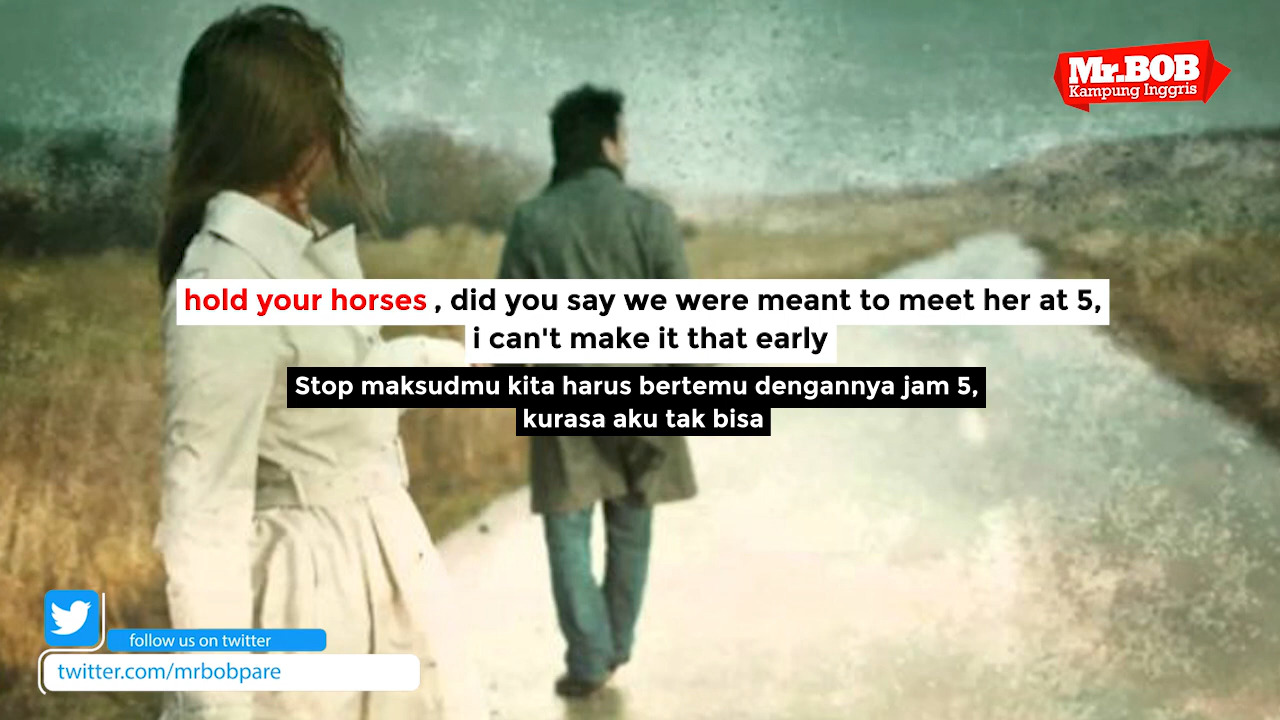 Mr.BOB
Kampung Inggris
hold your horses , did you say we were meant to meet her at 5,
i can't make it that early
Stop maksudmu kita harus bertemu dengannya jam 5,
kurasa aku tak bisa
follow us on twitter
twitter.com/mrbobpare